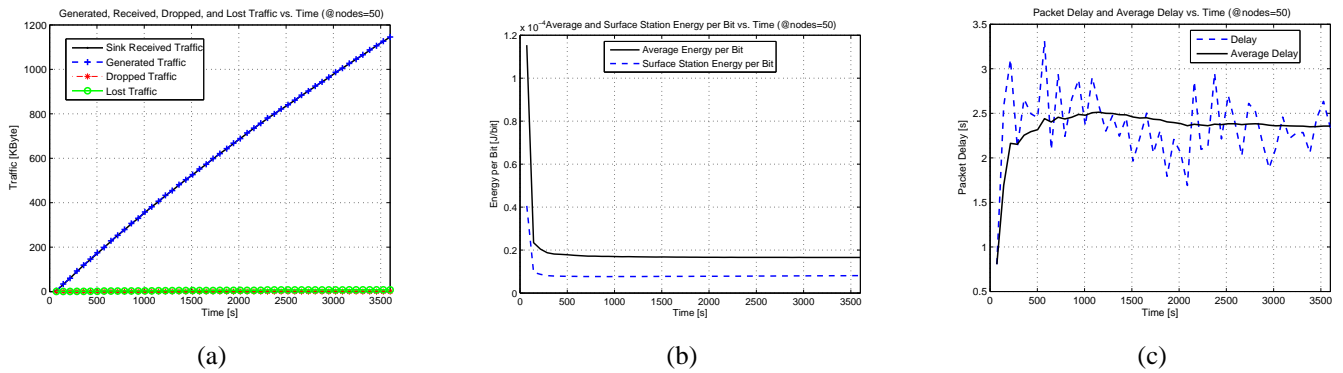 Generated, Received, Dropped, and Lost Traffic vs. Time (@nodes=50)
1200
1000
800
600
400
200
0
Traffic [KByte]
Sink Received Traffic
Generated Traffic
Dropped Traffic
Lost Traffic
0 500 1000 1500 2000 2500 3000 3500
Time [s]
(a)
x 10^-4
Average and Surface Station Energy per Bit vs. Time (@nodes=50)
1.2
1
0.8
0.6
0.4
0.2
0
Energy per Bit [J/bit]
Average Energy per Bit
Surface Station Energy per Bit
0 500 1000 1500 2000 2500 3000 3500
Time [s]
(b)
Packet Delay and Average Delay vs. Time (@nodes=50)
3.5
3
2.5
2
1.5
1
0.5
Packet Delay [s]
Delay
Average Delay
0 500 1000 1500 2000 2500 3000 3500
Time [s]
(c)